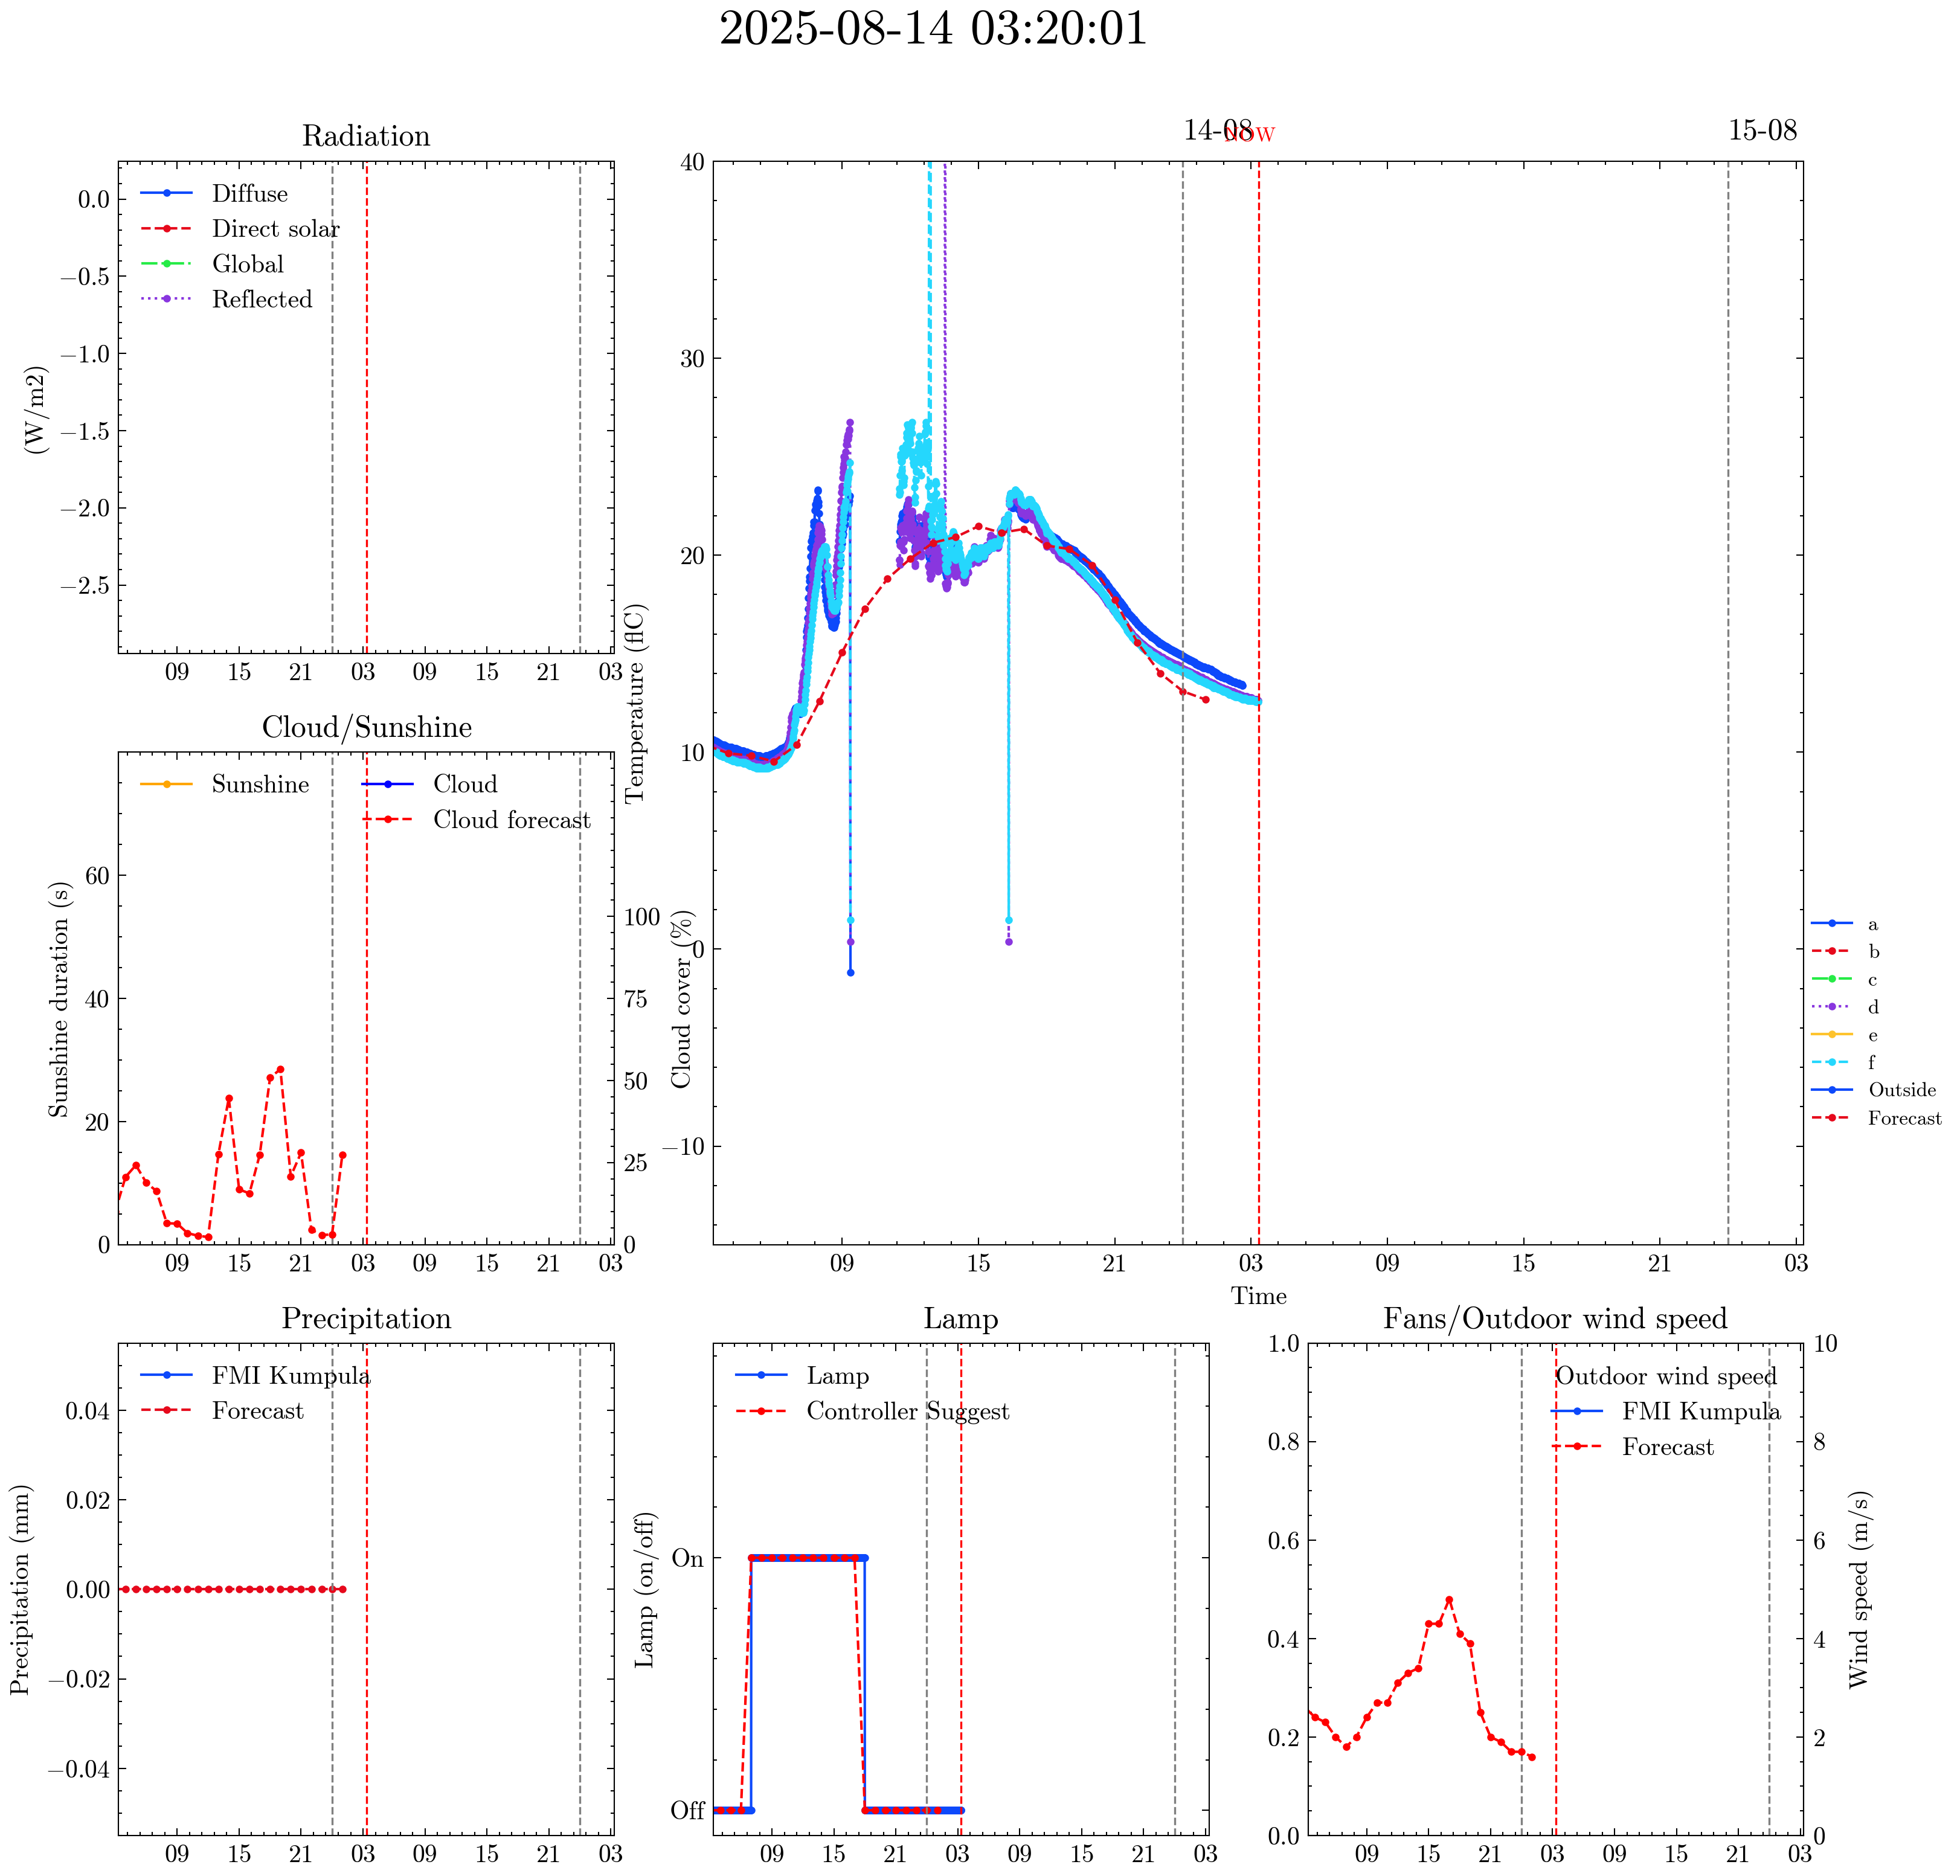 2025-08-14 03:20:01
Radiation
Diffuse
Direct solar
Global
Reflected
0.0
−0.5
−1.0
−1.5
−2.0
−2.5
(W/m2)
09 15 21 03 09 15 21 03
14-08
NOW
15-08
40
30
20
10
0
−10
Temperature (flC)
09 15 21 03 09 15 21 03
Time
a
b
c
d
e
f
Outside
Forecast
Cloud/Sunshine
Sunshine
Cloud
Cloud forecast
60
40
20
0
Sunshine duration (s)
100
75
50
25
0
Cloud cover (%)
09 15 21 03 09 15 21 03
Precipitation
FMI Kumpula
Forecast
0.04
0.02
0.00
−0.02
−0.04
Precipitation (mm)
09 15 21 03 09 15 21 03
Lamp
Lamp
Controller Suggest
On
Off
Lamp (on/off)
09 15 21 03 09 15 21 03
Fans/Outdoor wind speed
Outdoor wind speed
FMI Kumpula
Forecast
1.0
0.8
0.6
0.4
0.2
0.0
10
8
6
4
2
0
Wind speed (m/s)
09 15 21 03 09 15 21 03